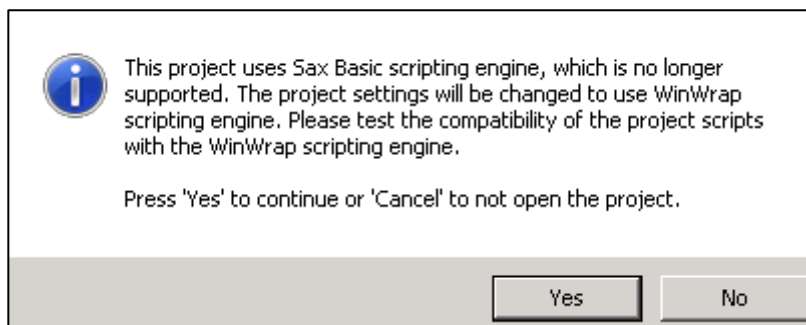 This project uses Sax Basic scripting engine, which is no longer
supported. The project settings will be changed to use WinWrap
scripting engine. Please test the compatibility of the project scripts
with the WinWrap scripting engine.
Press 'Yes' to continue or 'Cancel' to not open the project.
Yes No